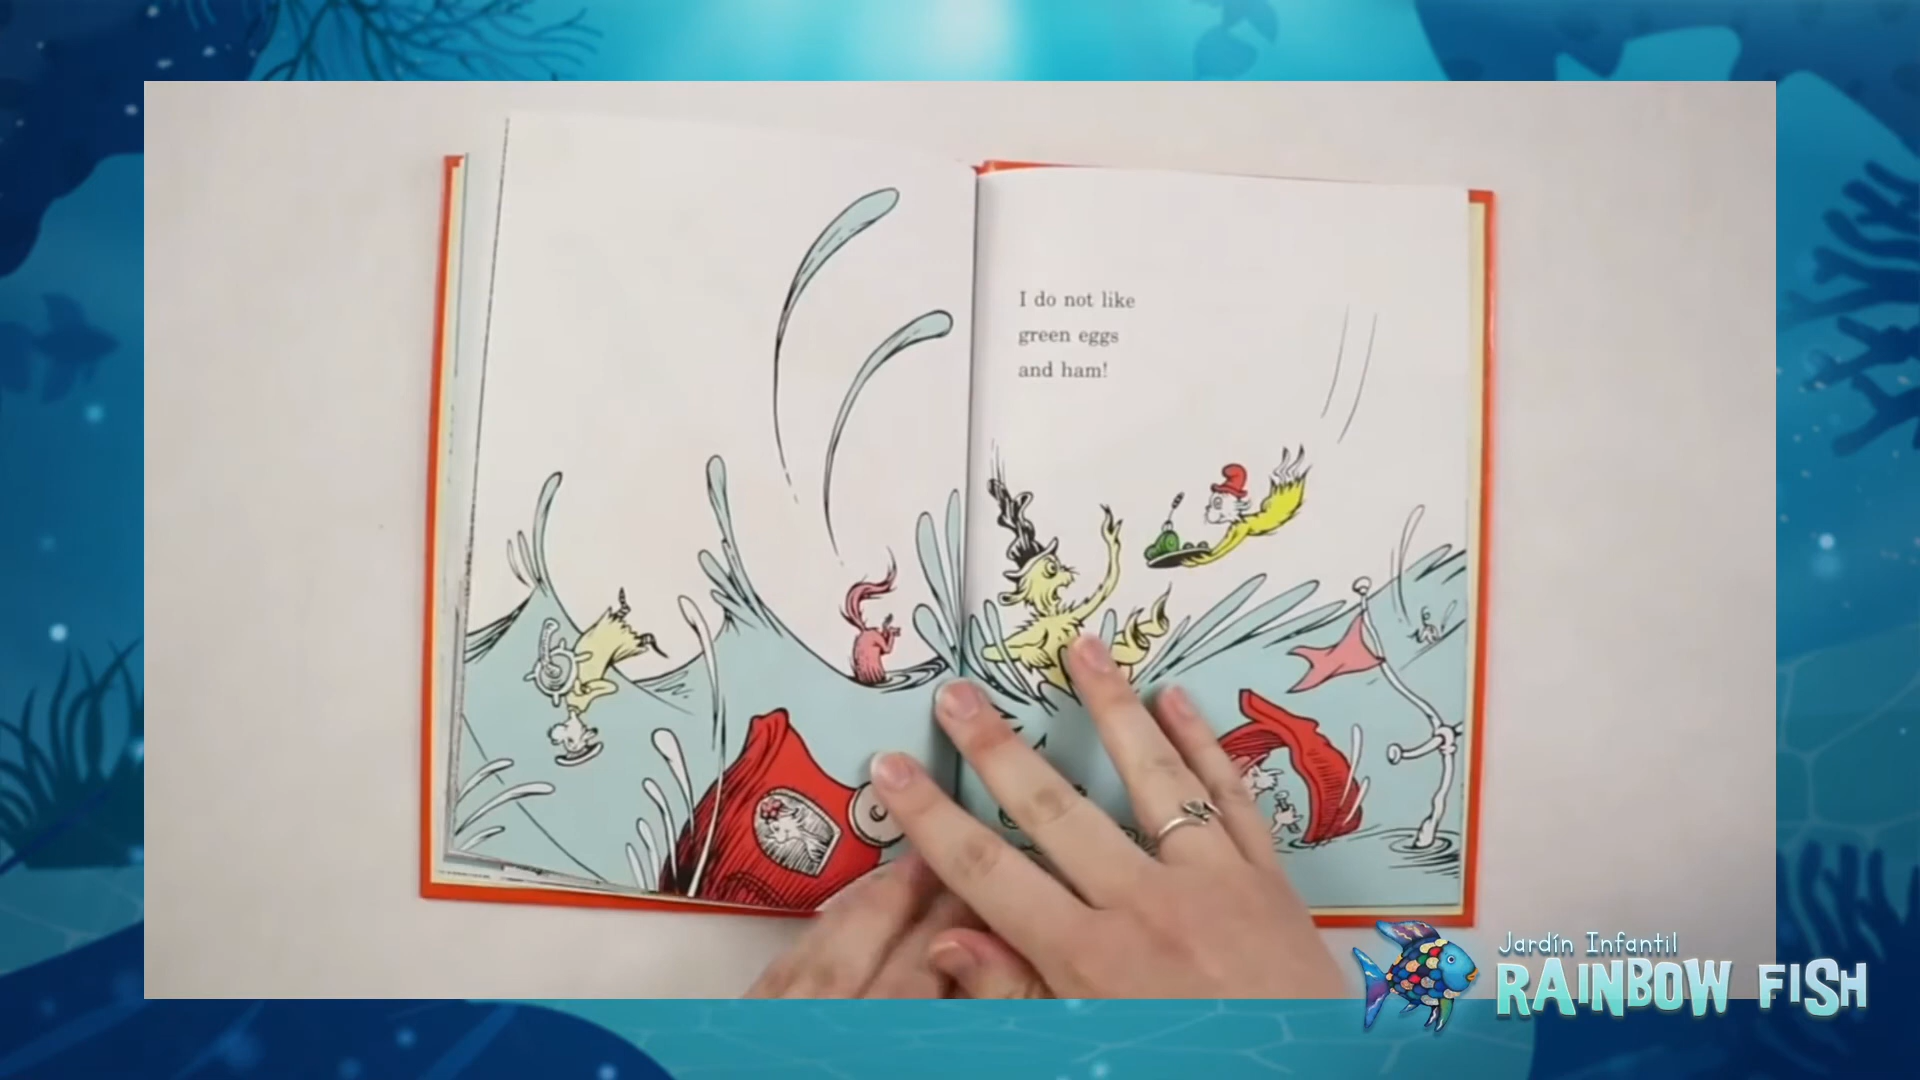 I do not like
green eggs
and ham!
Jardín Infantil
RAINBOW FISH